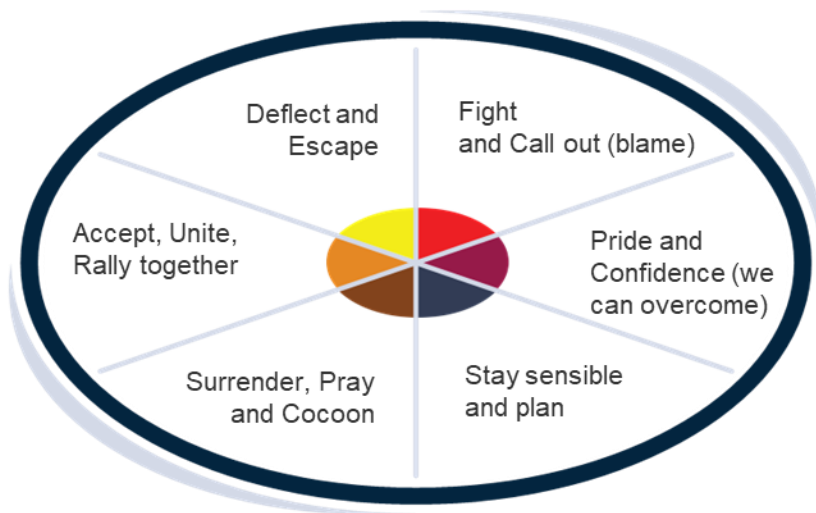 Deflect and
Escape
Fight
and Call out (blame)
Accept, Unite,
Rally together
Pride and
Confidence (we
can overcome)
Surrender, Pray
and Cocoon
Stay sensible
and plan